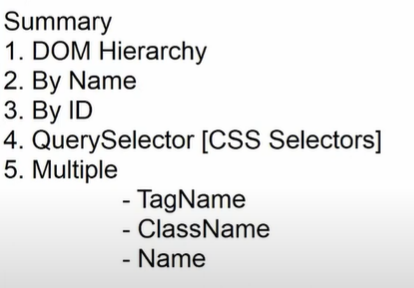 Summary
1. DOM Hierarchy
2. By Name
3. By ID
4. QuerySelector [CSS Selectors]
5. Multiple
- TagName
- ClassName
- Name